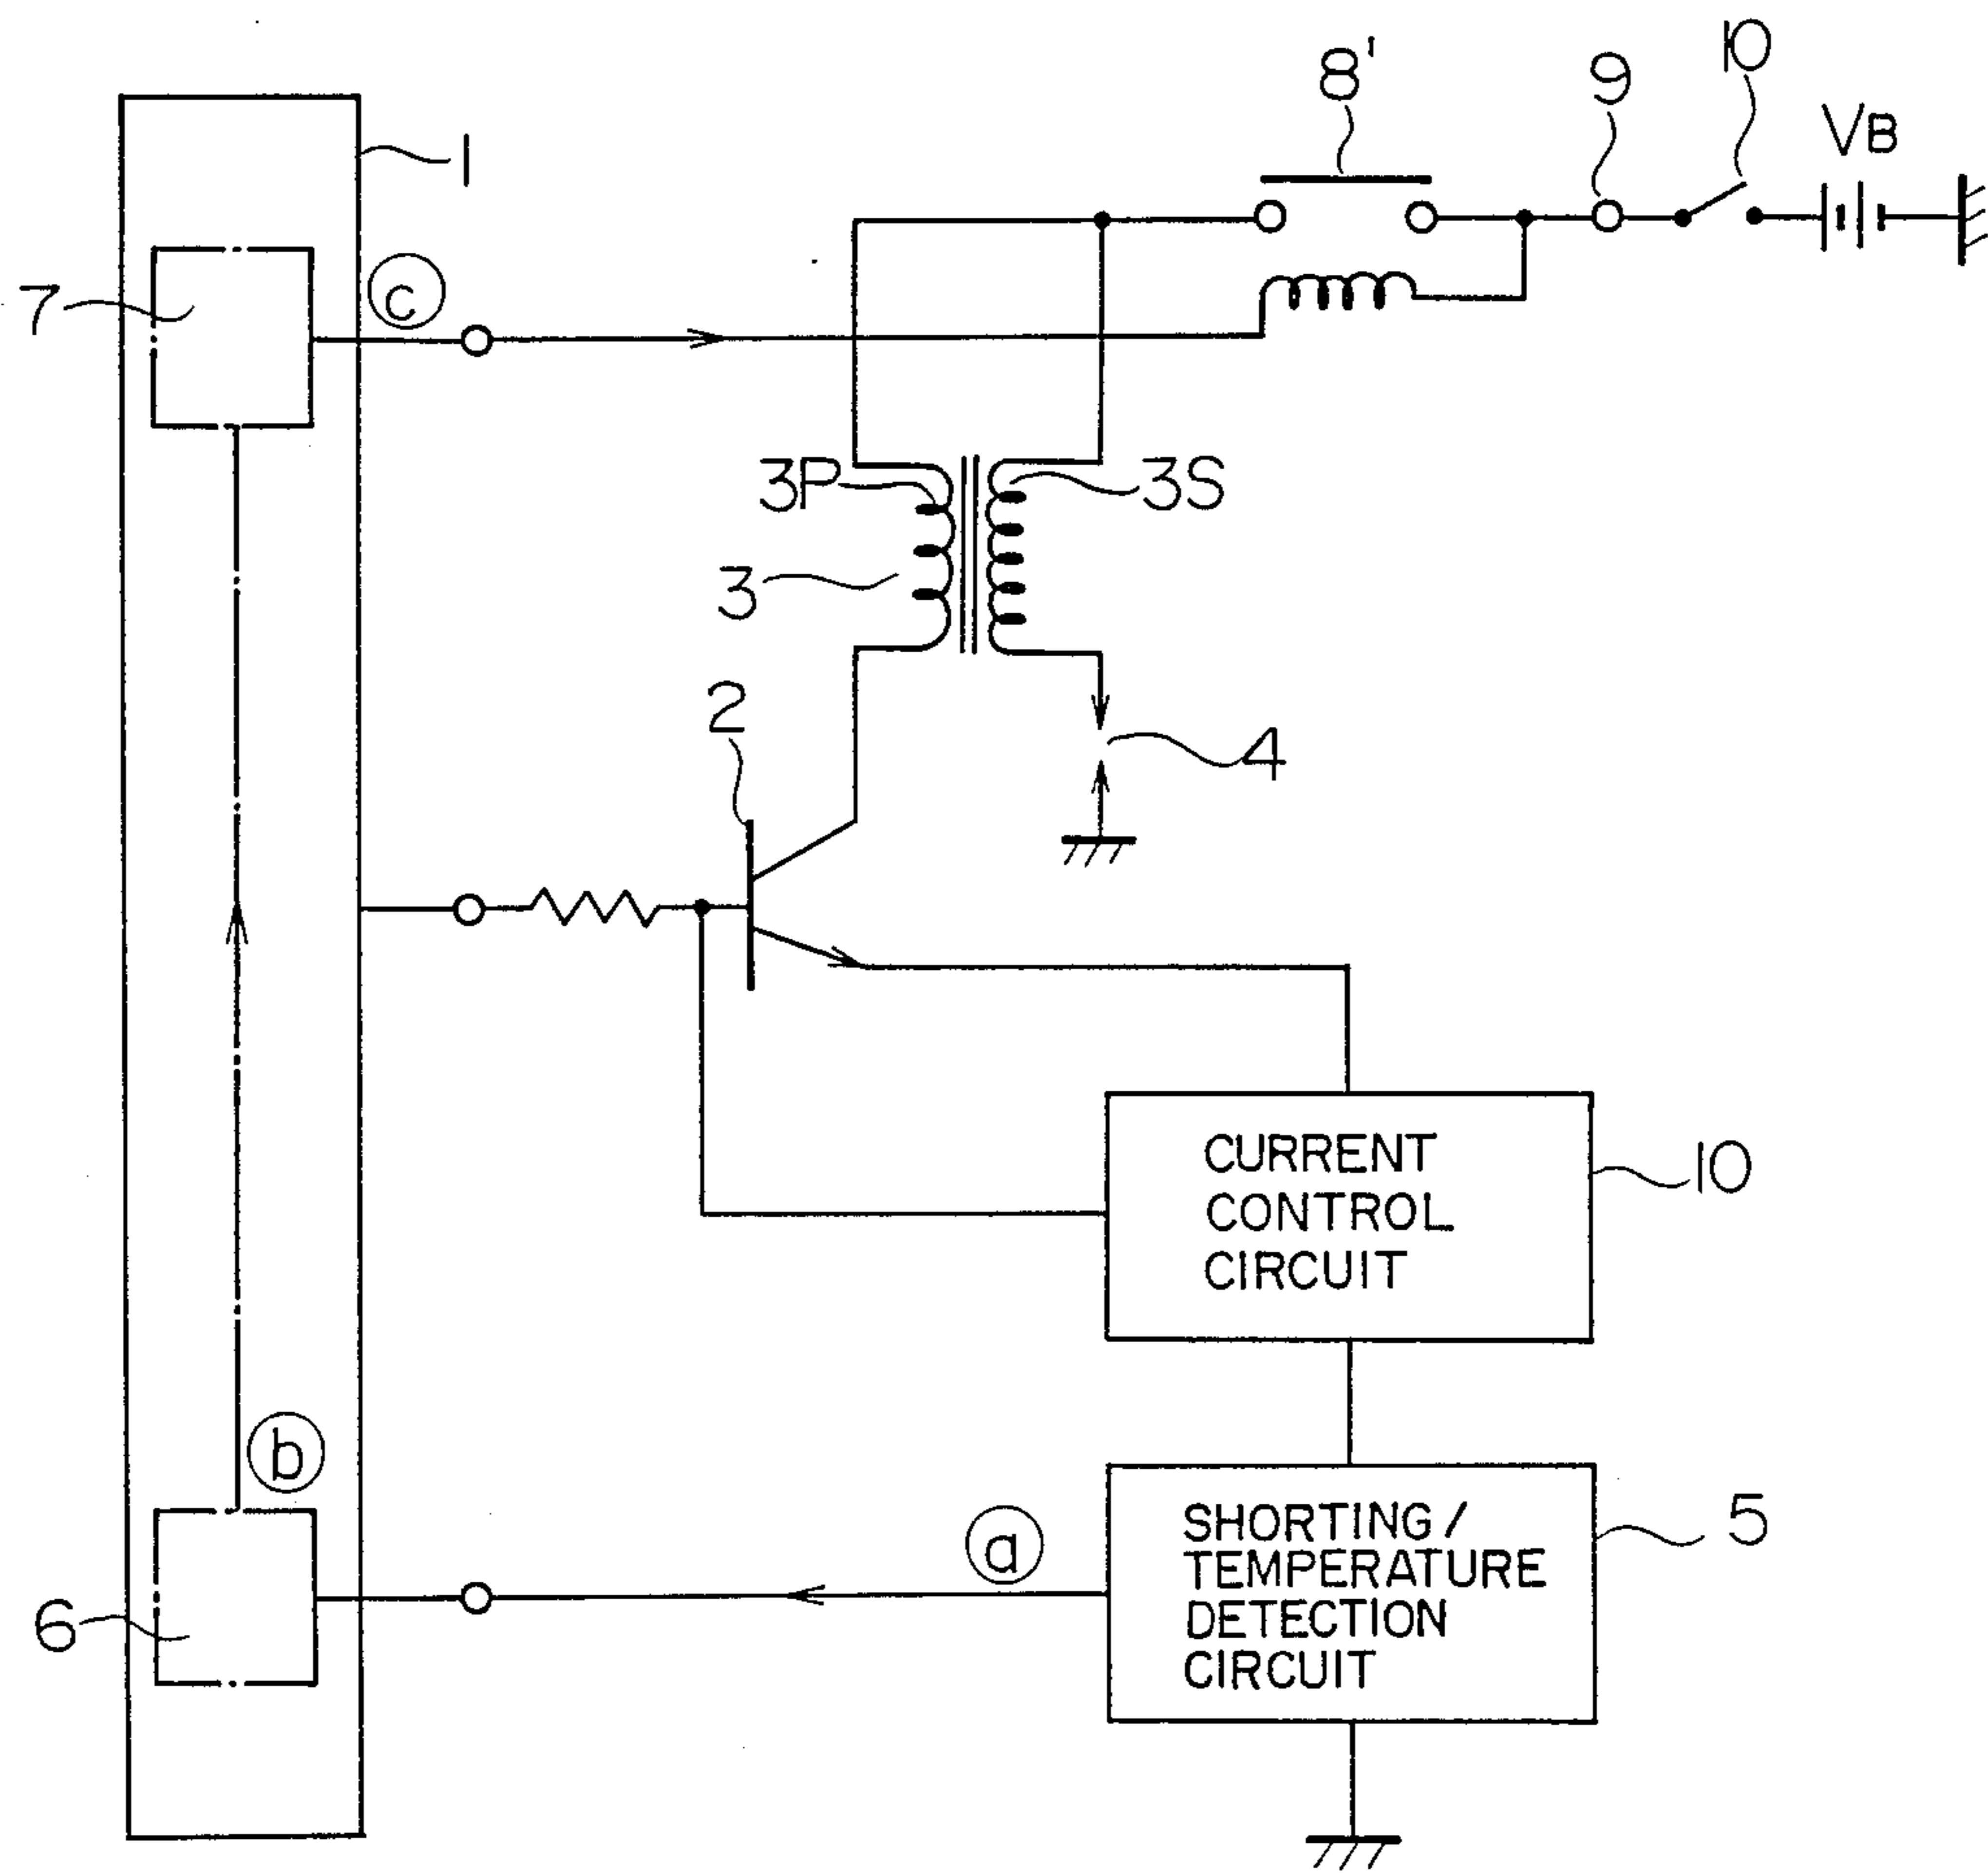 8'
9
10
VB
1
7
c
3P
3S
3
2
4
CURRENT
CONTROL
CIRCUIT
10
b
a
SHORTING/
TEMPERATURE
DETECTION
CIRCUIT
5
6